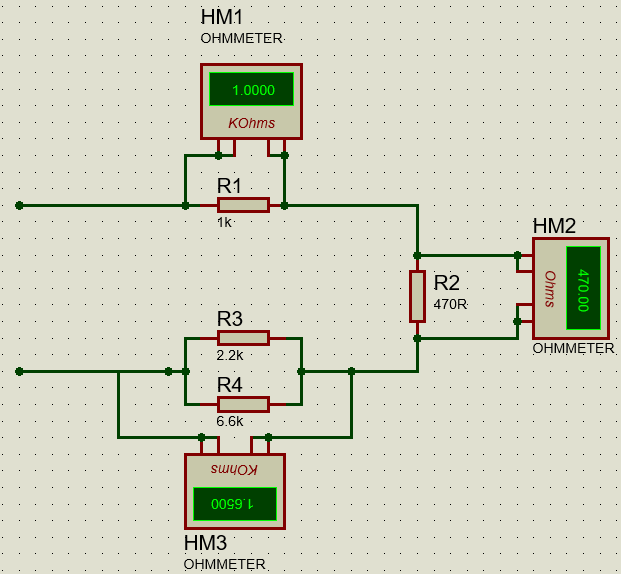 HM1
OHMMETER
1.0000
KOhms
R1
1k
HM2
470.00
Ohms
R2
470R
OHMMETER
R3
2.2k
R4
6.6k
KOhms
1.6500
HM3
OHMMETER